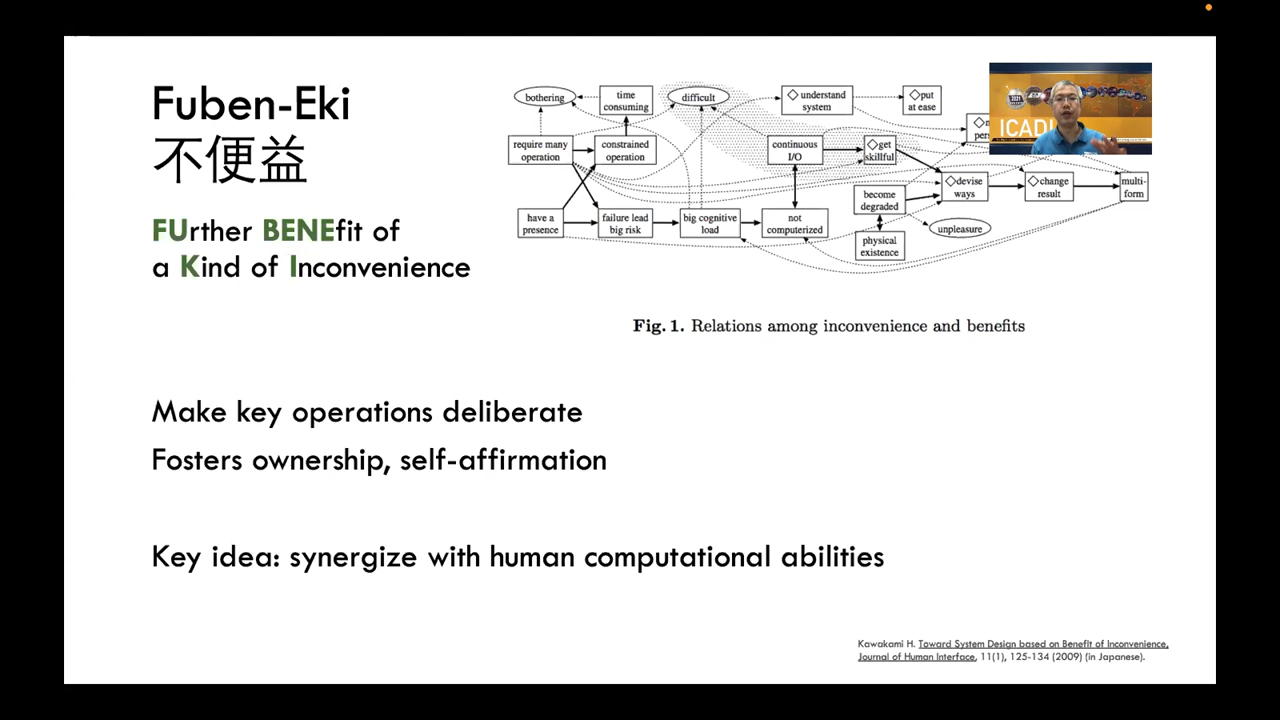 Fuben-Eki
不便益
FUrther BENEfit of
a Kind of Inconvenience
bothering
time
consuming
difficult
understand
system
put
at ease
require many
operation
constrained
operation
continuous
I/O
get
skillful
become
degraded
devise
ways
change
result
multi-
form
have a
presence
failure lead
big risk
big cognitive
load
not
computerized
unpleasure
physical
existence
Fig. 1. Relations among inconvenience and benefits
Make key operations deliberate
Fosters ownership, self-affirmation
Key idea: synergize with human computational abilities
Kawakami H. Toward System Design based on Benefit of Inconvenience,
Journal of Human Interface, 11(1), 125-134 (2009) (in Japanese).